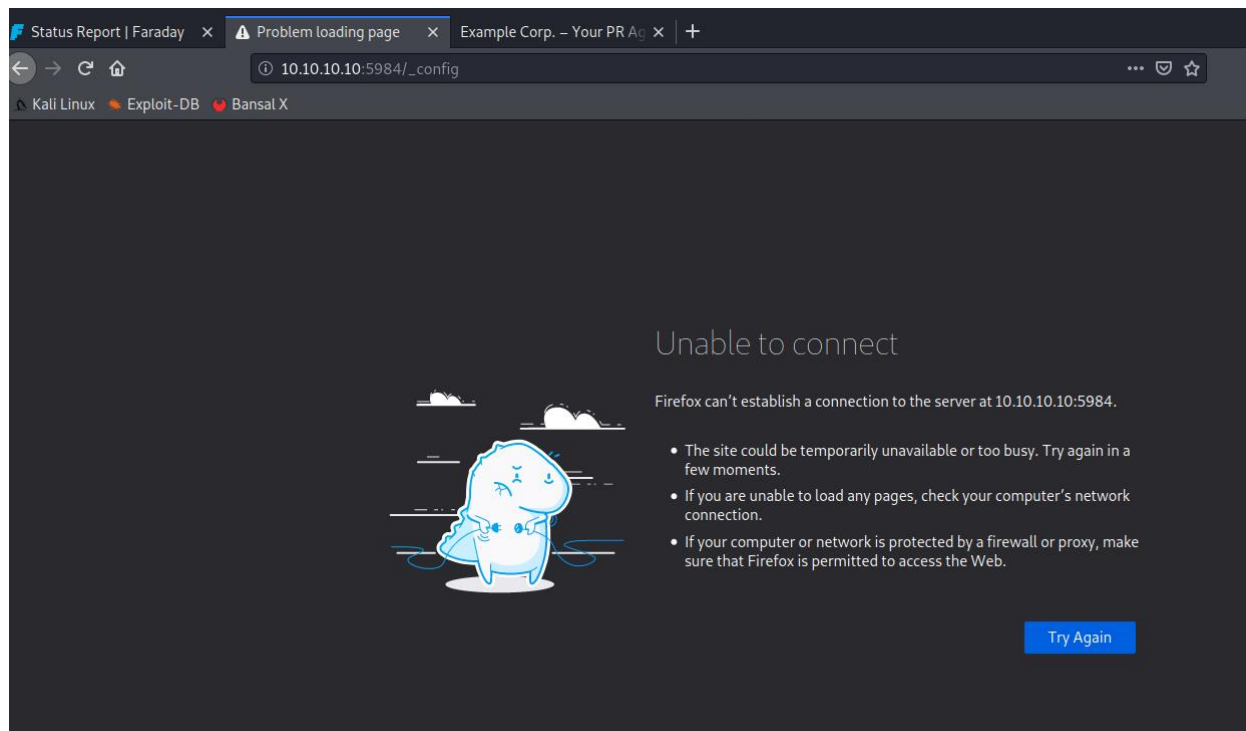 Status Report | Faraday
Problem loading page
Example Corp. – Your PR Ag
10.10.10.10:5984/_config
Kali Linux
Exploit-DB
Bansal X
Unable to connect
Firefox can’t establish a connection to the server at 10.10.10.10:5984.
• The site could be temporarily unavailable or too busy. Try again in a
few moments.
• If you are unable to load any pages, check your computer’s network
connection.
• If your computer or network is protected by a firewall or proxy, make
sure that Firefox is permitted to access the Web.
Try Again